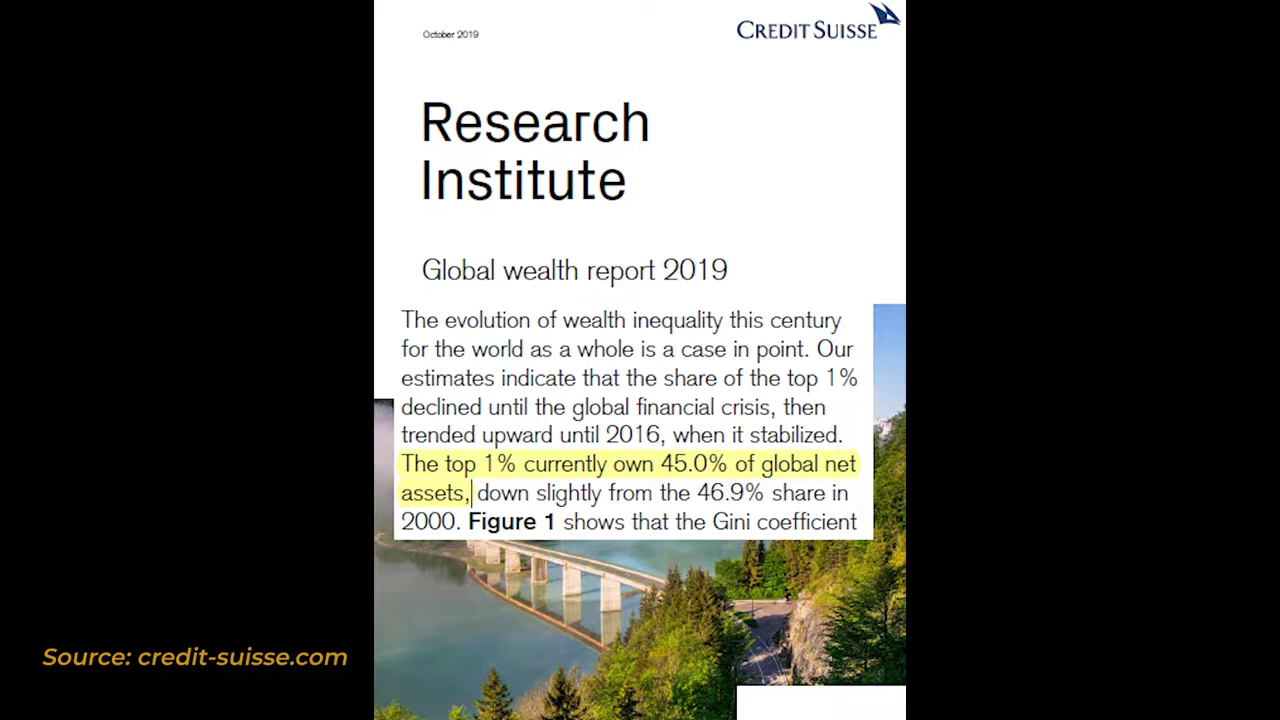 October 2019
CREDIT SUISSE
Research
Institute
Global wealth report 2019
The evolution of wealth inequality this century
for the world as a whole is a case in point. Our
estimates indicate that the share of the top 1%
declined until the global financial crisis, then
trended upward until 2016, when it stabilized.
The top 1% currently own 45.0% of global net
assets, down slightly from the 46.9% share in
2000. Figure 1 shows that the Gini coefficient
Source: credit-suisse.com